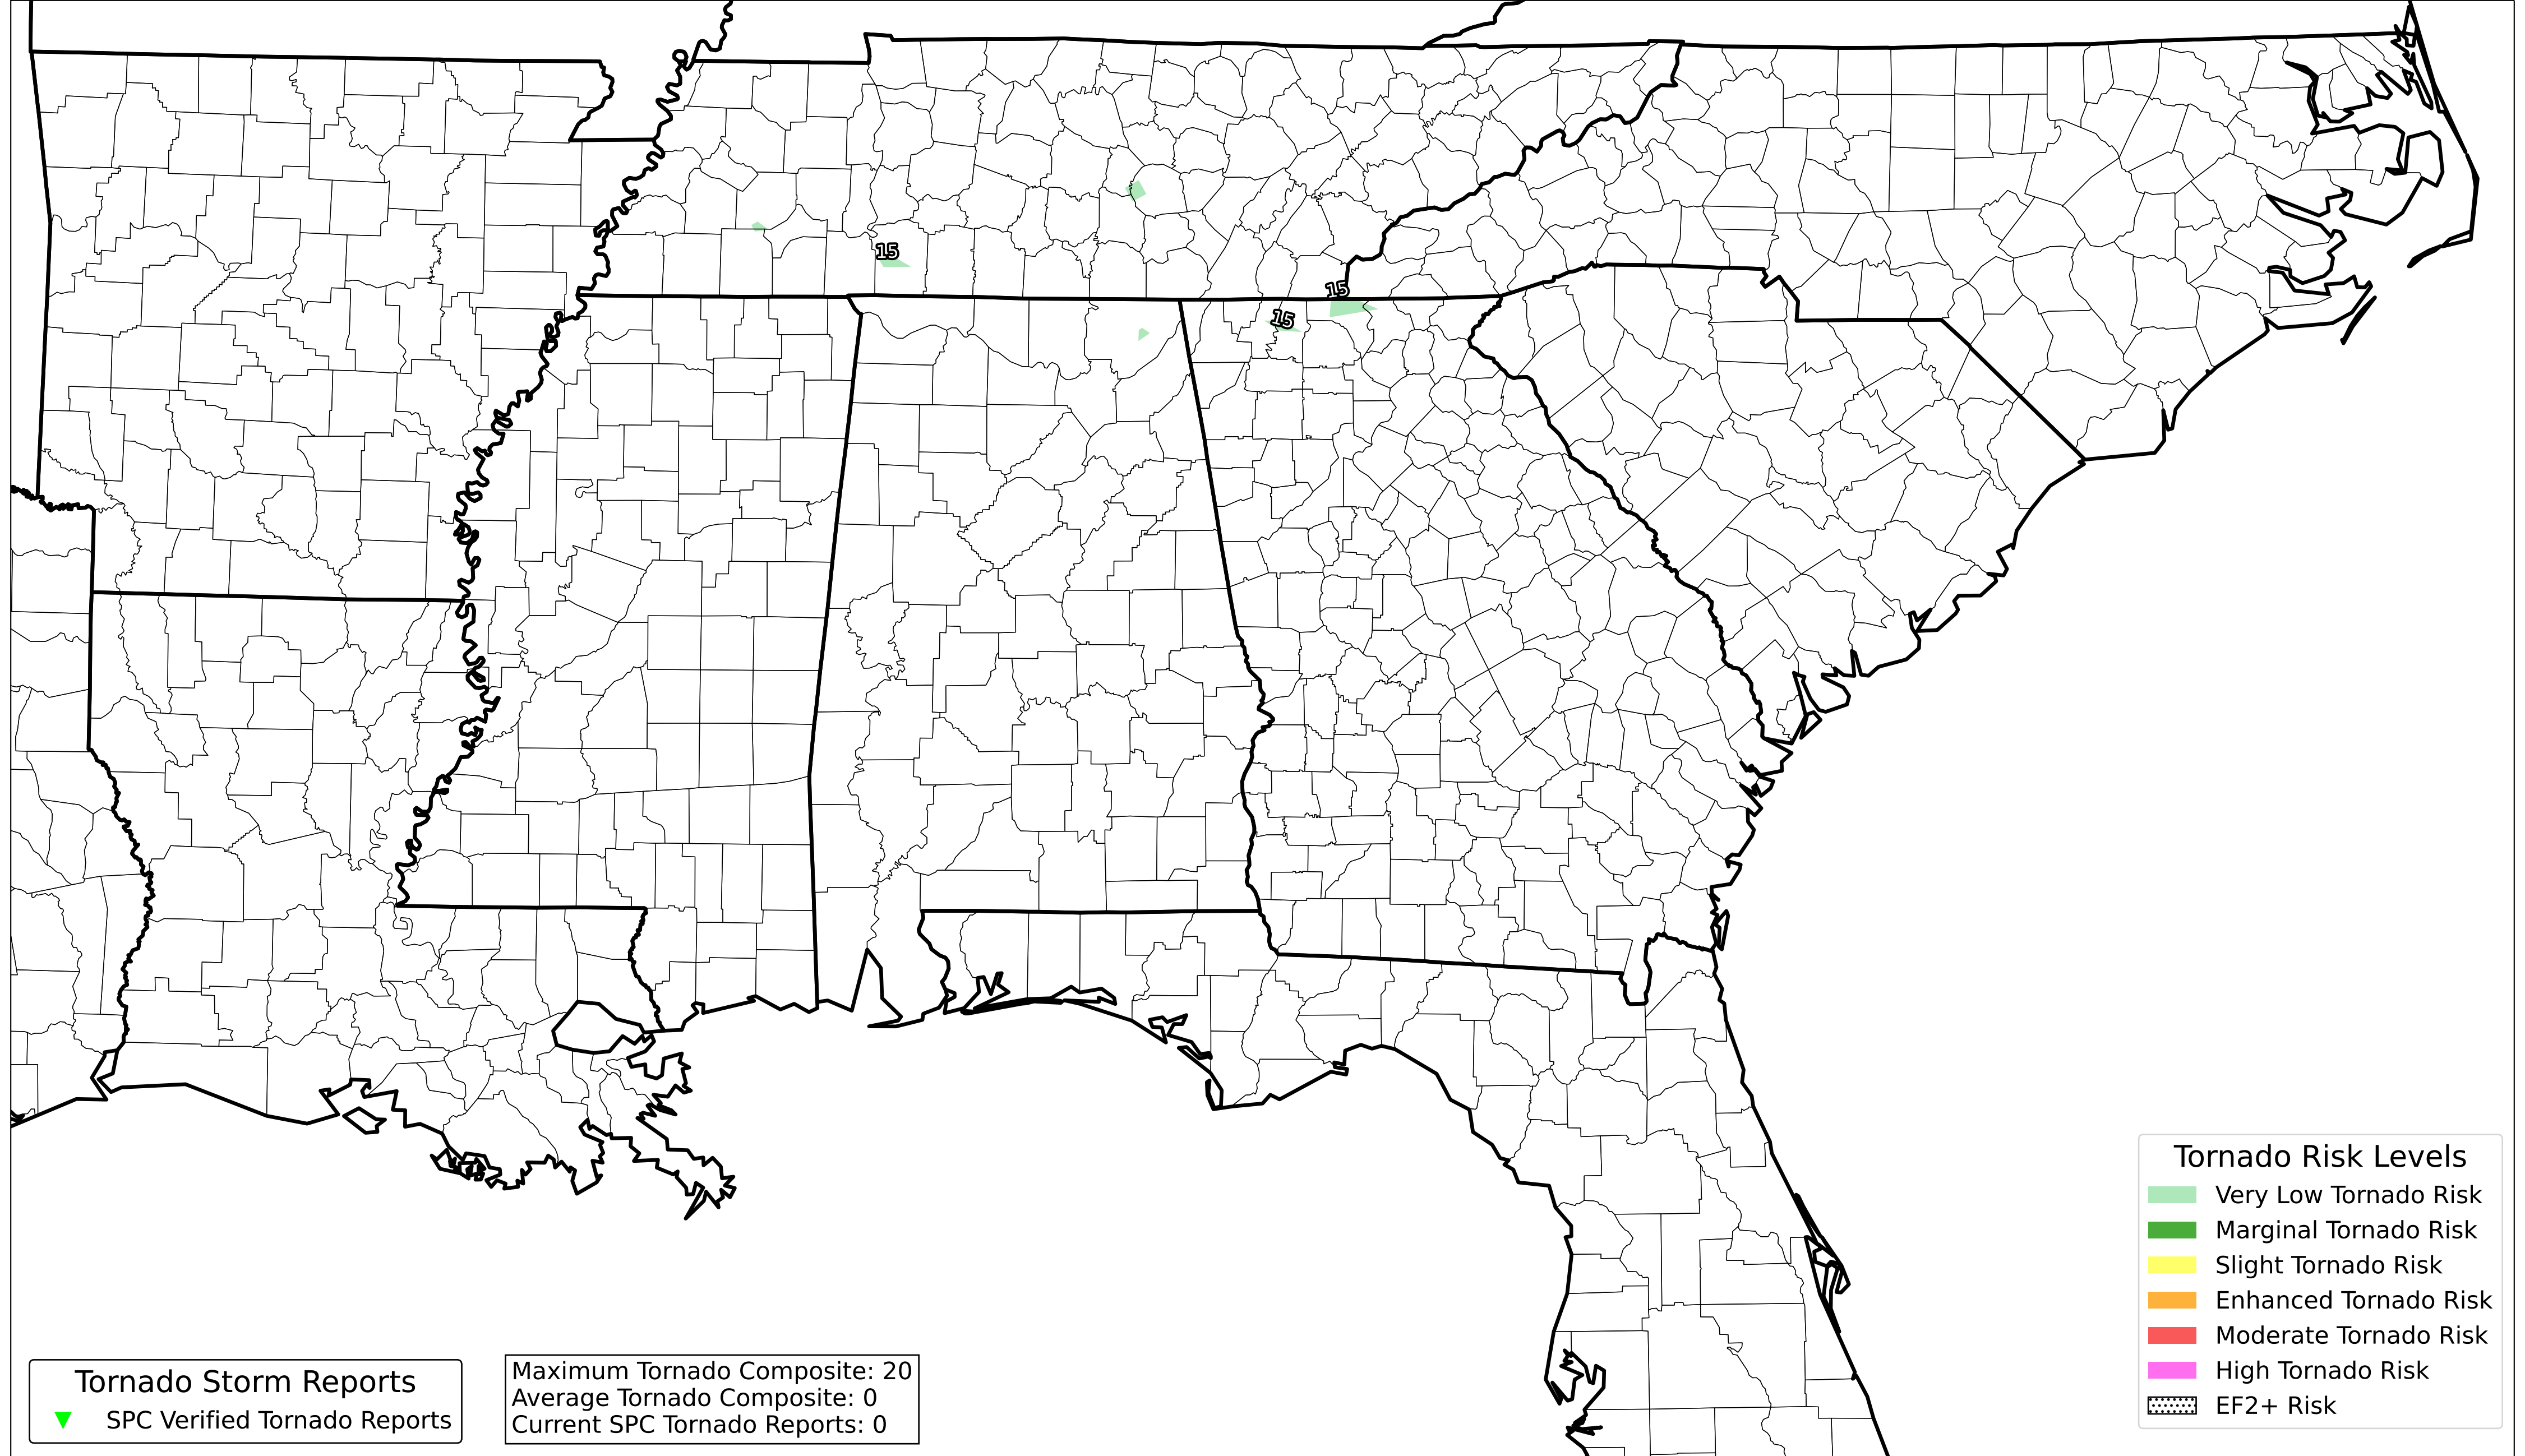 15
15
15
Tornado Storm Reports
SPC Verified Tornado Reports
Maximum Tornado Composite: 20
Average Tornado Composite: 0
Current SPC Tornado Reports: 0
Tornado Risk Levels
Very Low Tornado Risk
Marginal Tornado Risk
Slight Tornado Risk
Enhanced Tornado Risk
Moderate Tornado Risk
High Tornado Risk
EF2+ Risk